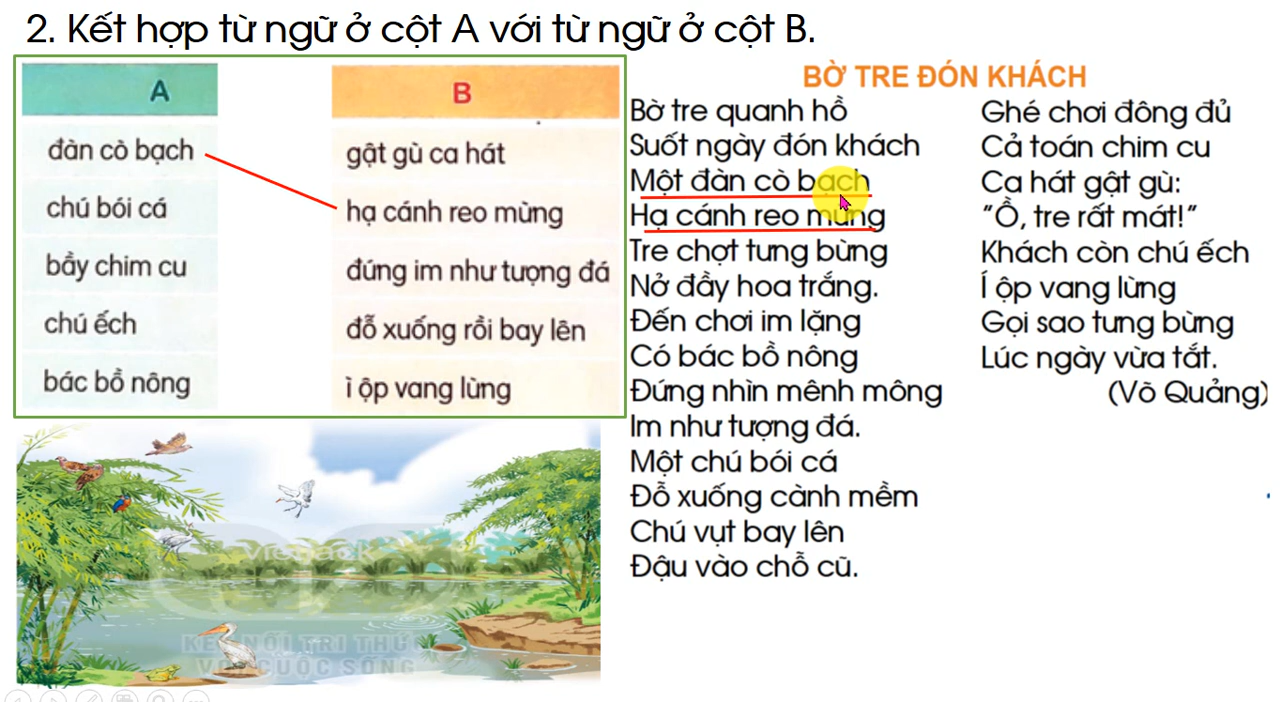 2. Kết hợp từ ngữ ở cột A với từ ngữ ở cột B.
A
B
đàn cò bạch
gật gù ca hát
chú bói cá
hạ cánh reo mừng
bầy chim cu
đứng im như tượng đá
chú ếch
đỗ xuống rồi bay lên
bác bồ nông
ì ộp vang lừng
BỜ TRE ĐÓN KHÁCH
Bờ tre quanh hồ
Suốt ngày đón khách
Một đàn cò bạch
Hạ cánh reo mừng
Tre chợt tưng bừng
Nở đầy hoa trắng.
Đến chơi im lặng
Có bác bồ nông
Đứng nhìn mênh mông
Im như tượng đá.
Một chú bói cá
Đỗ xuống cành mềm
Chú vụt bay lên
Đậu vào chỗ cũ.
Ghé chơi đông đủ
Cả toán chim cu
Ca hát gật gù:
"Ồ, tre rất mát!"
Khách còn chú ếch
Í ộp vang lừng
Gọi sao tưng bừng
Lúc ngày vừa tắt.
(Võ Quảng)
KẾT NỐI TRI THỨC
VỚI CUỘC SỐNG